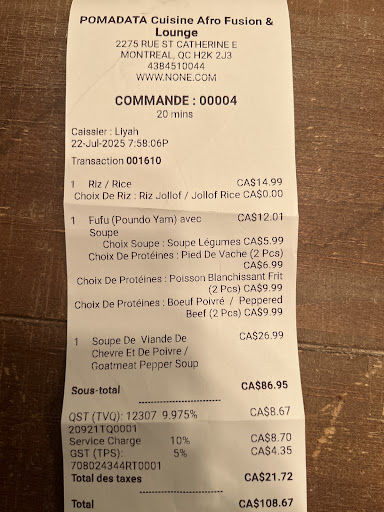 POMADATA Cuisine Afro Fusion &
Lounge
2275 RUE ST CATHERINE E
MONTREAL, QC H2K 2J3
4384510044
WWW.NONE.COM
COMMANDE : 00004
20 mins
Caissier : Liyah
22-Jul-2025 7:58:06P
Transaction 001610
1 Riz / Rice CA$14.99
Choix De Riz : Riz Jollof / Jollof Rice CA$0.00
1 Fufu (Poundo Yam) avec CA$12.01
Soupe
Choix Soupe : Soupe Légumes CA$5.99
Choix De Protéines : Pied De Vache (2 Pcs)
CA$6.99
Choix De Protéines : Poisson Blanchissant Frit
(2 Pcs) CA$9.99
Choix De Protéines : Boeuf Poivré / Peppered
Beef (2 Pcs) CA$9.99
1 Soupe De Viande De CA$26.99
Chevre Et De Poivre /
Goatmeat Pepper Soup
Sous-total CA$86.95
QST (TVQ): 12307 9.975% CA$8.67
20921TQ0001
Service Charge 10% CA$8.70
GST (TPS): 5% CA$4.35
708024344RT0001
Total des taxes CA$21.72
Total CA$108.67